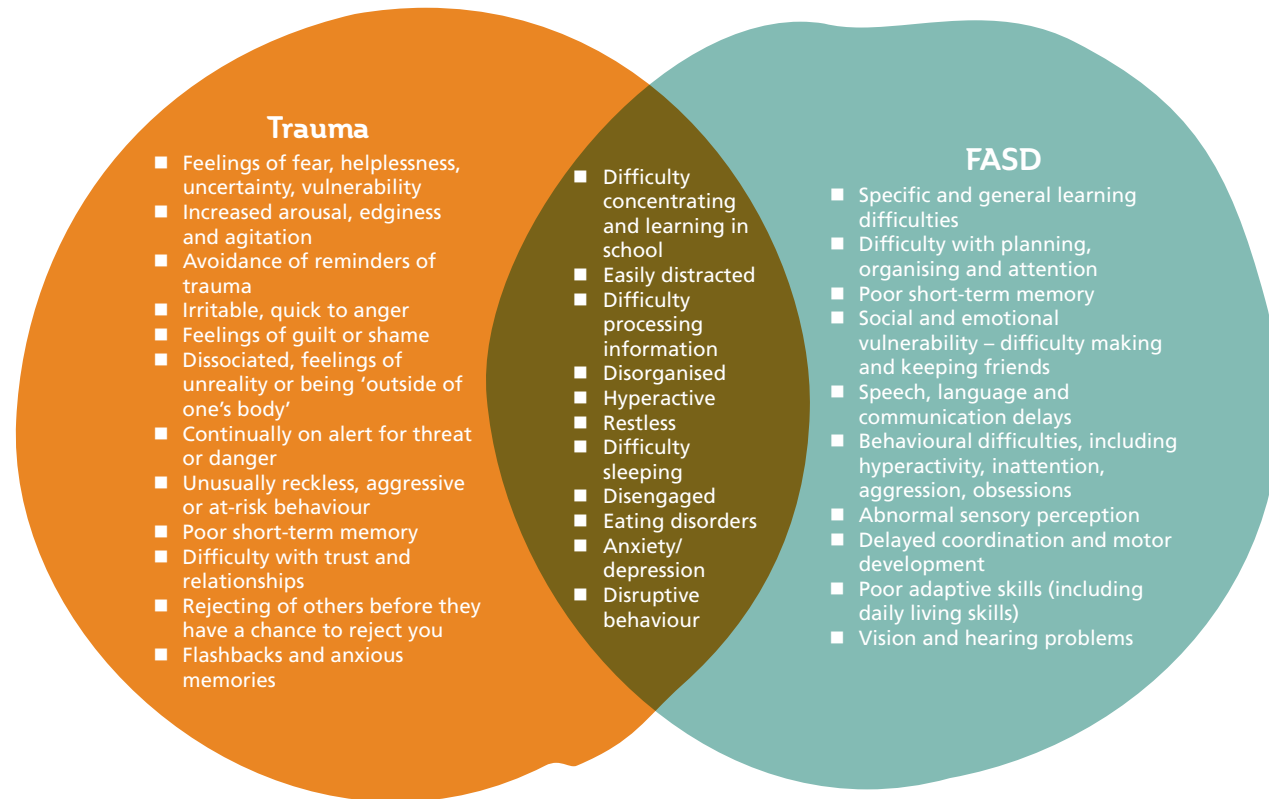 Trauma
■ Feelings of fear, helplessness,
uncertainty, vulnerability
■ Increased arousal, edginess
and agitation
■ Avoidance of reminders of
trauma
■ Irritable, quick to anger
■ Feelings of guilt or shame
■ Dissociated, feelings of
unreality or being ‘outside of
one’s body‘
■ Continually on alert for threat
or danger
■ Unusually reckless, aggressive
or at-risk behaviour
■ Poor short-term memory
■ Difficulty with trust and
relationships
■ Rejecting of others before they
have a chance to reject you
■ Flashbacks and anxious
memories
■ Difficulty
concentrating
and learning in
school
■ Easily distracted
■ Difficulty
processing
information
■ Disorganised
■ Hyperactive
■ Restless
■ Difficulty
sleeping
■ Disengaged
■ Eating disorders
■ Anxiety/
depression
■ Disruptive
behaviour
FASD
■ Specific and general learning
difficulties
■ Difficulty with planning,
organising and attention
■ Poor short-term memory
■ Social and emotional
vulnerability – difficulty making
and keeping friends
■ Speech, language and
communication delays
■ Behavioural difficulties, including
hyperactivity, inattention,
aggression, obsessions
■ Abnormal sensory perception
■ Delayed coordination and motor
development
■ Poor adaptive skills (including
daily living skills)
■ Vision and hearing problems